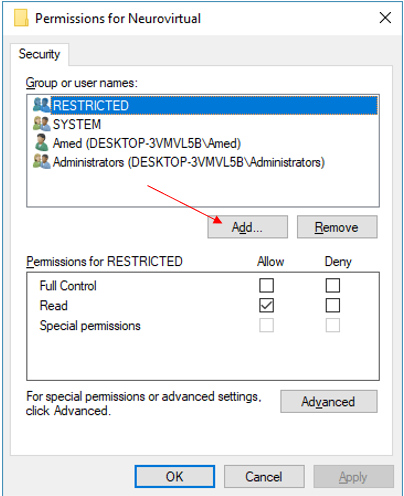 Permissions for Neurovirtual
Security
Group or user names:
RESTRICTED
SYSTEM
Amed (DESKTOP-3VMVL5B\Amed)
Administrators (DESKTOP-3VMVL5B\Administrators)
Add... Remove
Permissions for RESTRICTED Allow Deny
Full Control
Read
Special permissions
For special permissions or advanced settings,
click Advanced. Advanced
OK Cancel Apply